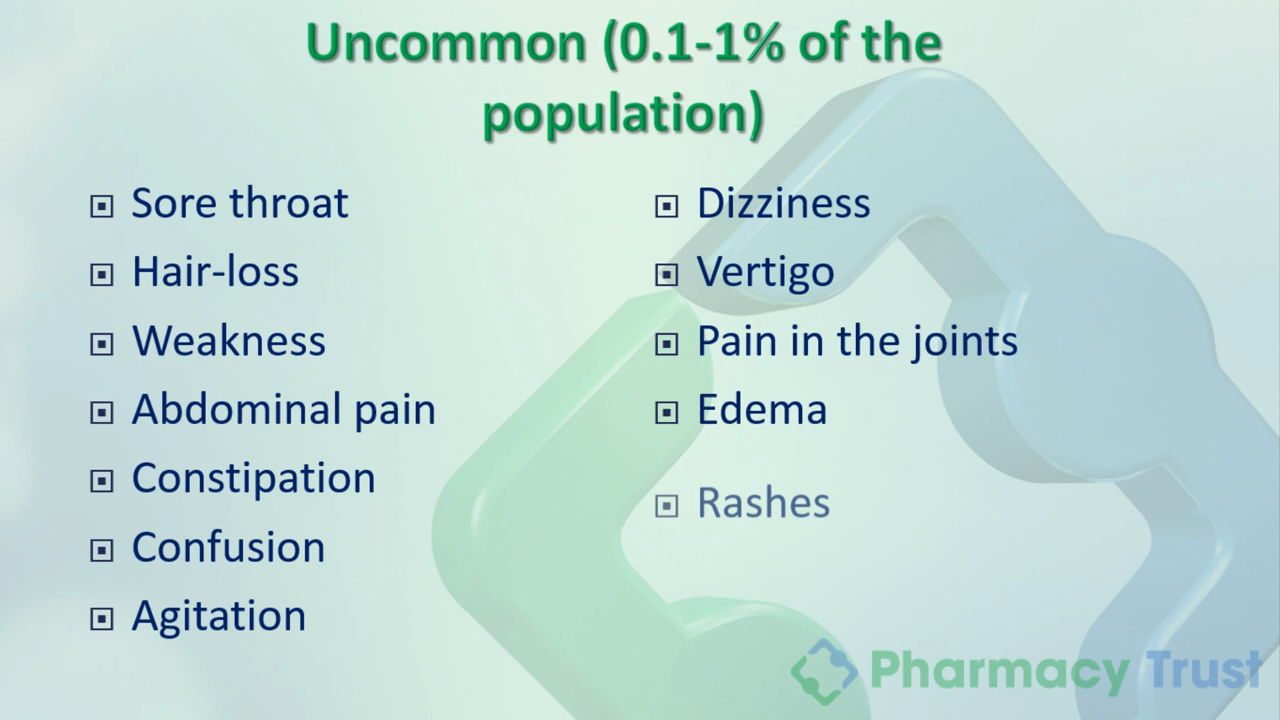 Uncommon (0.1-1% of the
population)
Sore throat
Hair-loss
Weakness
Abdominal pain
Constipation
Confusion
Agitation
Dizziness
Vertigo
Pain in the joints
Edema
Rashes
Pharmacy Trust